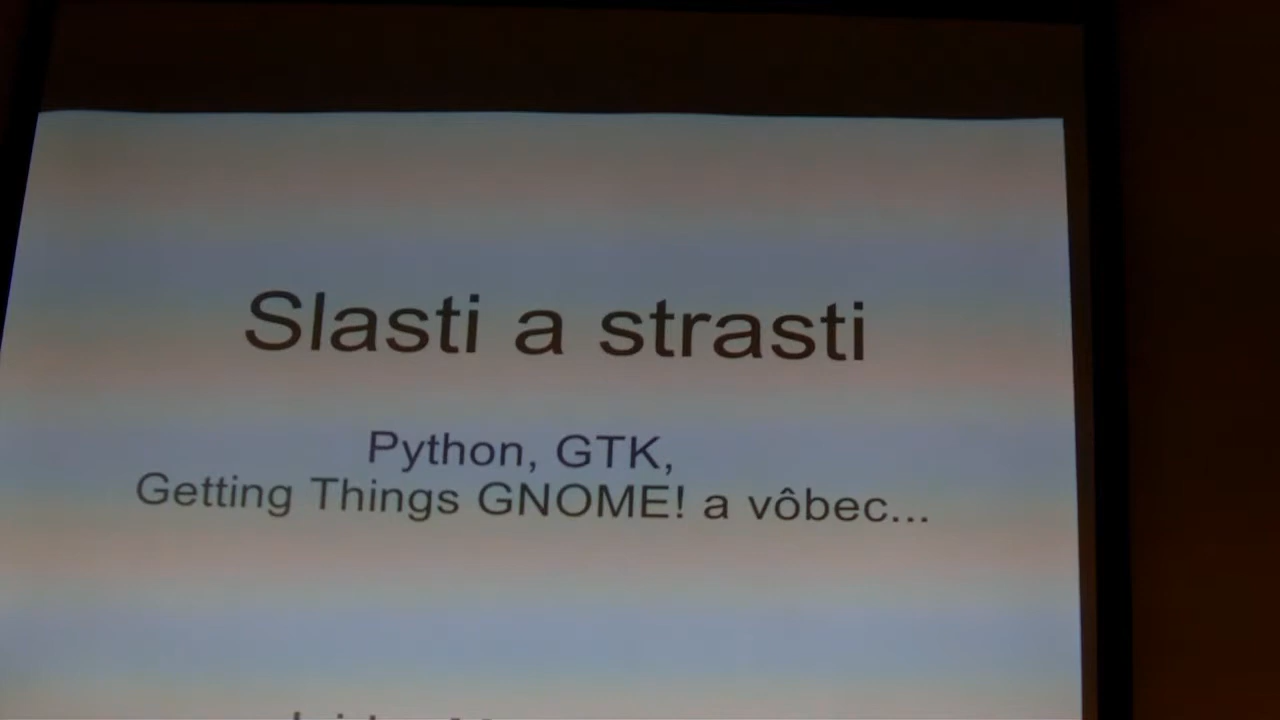 Slasti a strasti
Python, GTK,
Getting Things GNOME! a vôbec...